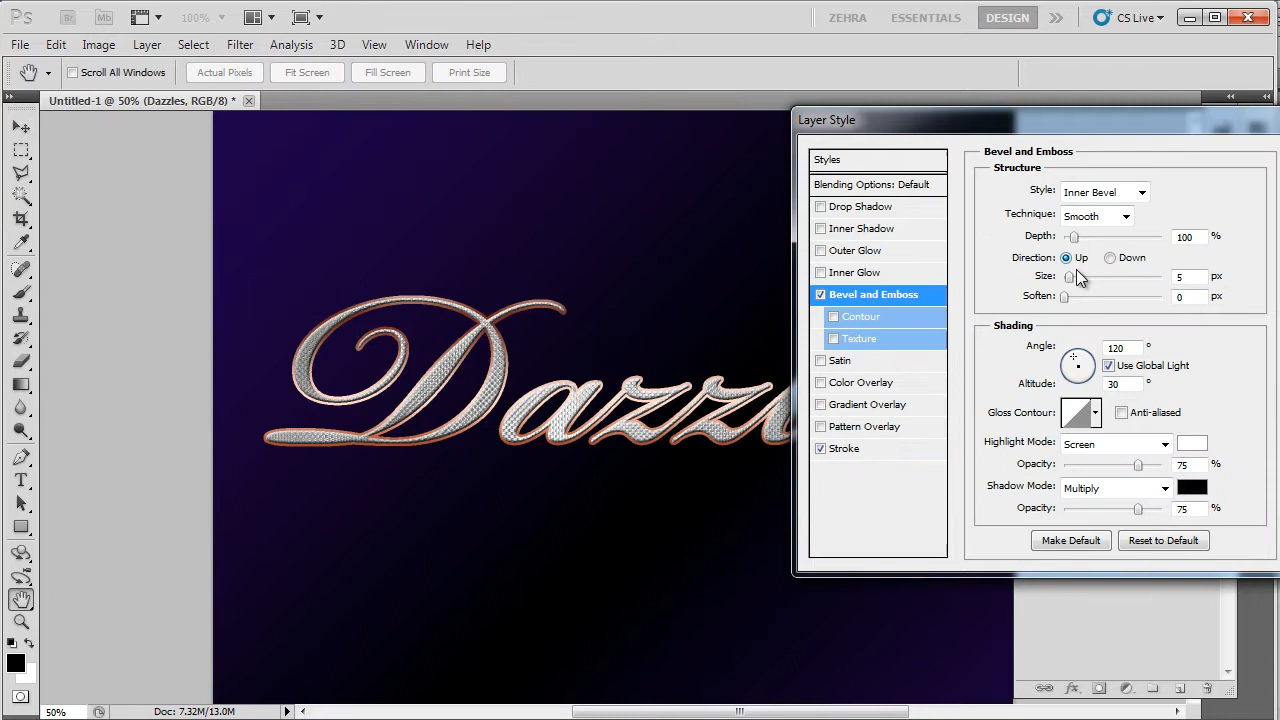 Ps Br Mb 100% ZEHRA ESSENTIALS DESIGN CS Live
File Edit Image Layer Select Filter Analysis 3D View Window Help
Scroll All Windows Actual Pixels Fit Screen Fill Screen Print Size
Untitled-1 @ 50% (Dazzles, RGB/8) *
Layer Style
Styles
Blending Options: Default
Drop Shadow
Inner Shadow
Outer Glow
Inner Glow
Bevel and Emboss
Contour
Texture
Satin
Color Overlay
Gradient Overlay
Pattern Overlay
Stroke
Bevel and Emboss
Structure
Style: Inner Bevel
Technique: Smooth
Depth: 100 %
Direction: Up Down
Size: 5 px
Soften: 0 px
Shading
Angle: 120 °
Use Global Light
Altitude: 30 °
Gloss Contour: Anti-aliased
Highlight Mode: Screen
Opacity: 75 %
Shadow Mode: Multiply
Opacity: 75 %
Make Default Reset to Default
Dazz
T
fx
50% Doc: 7.32M/13.0M